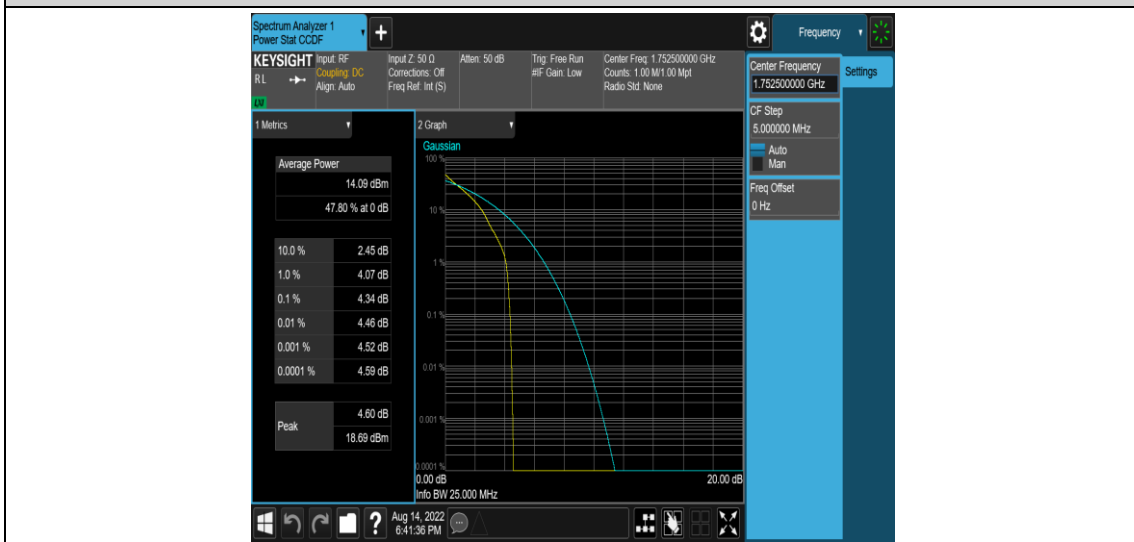 Spectrum Analyzer 1
Power Stat CCDF
+
Frequency
KEYSIGHT
RL
Input: RF
Coupling: DC
Align: Auto
Input Z: 50 Ω
Corrections: Off
Freq Ref: Int (S)
Atten: 50 dB
Trig: Free Run
#IF Gain: Low
Center Freq: 1.752500000 GHz
Counts: 1.00 M/1.00 Mpt
Radio Std: None
Center Frequency
1.752500000 GHz
Settings
CF Step
5.000000 MHz
Auto
Man
Freq Offset
0 Hz
1 Metrics
Average Power
14.09 dBm
47.80 % at 0 dB
10.0 % 2.45 dB
1.0 % 4.07 dB
0.1 % 4.34 dB
0.01 % 4.46 dB
0.001 % 4.52 dB
0.0001 % 4.59 dB
Peak 4.60 dB
18.69 dBm
2 Graph
Gaussian
100 %
10 %
1 %
0.1 %
0.01 %
0.001 %
0.0001 %
0.00 dB 20.00 dB
Info BW 25.000 MHz
?
Aug 14, 2022
6:41:36 PM